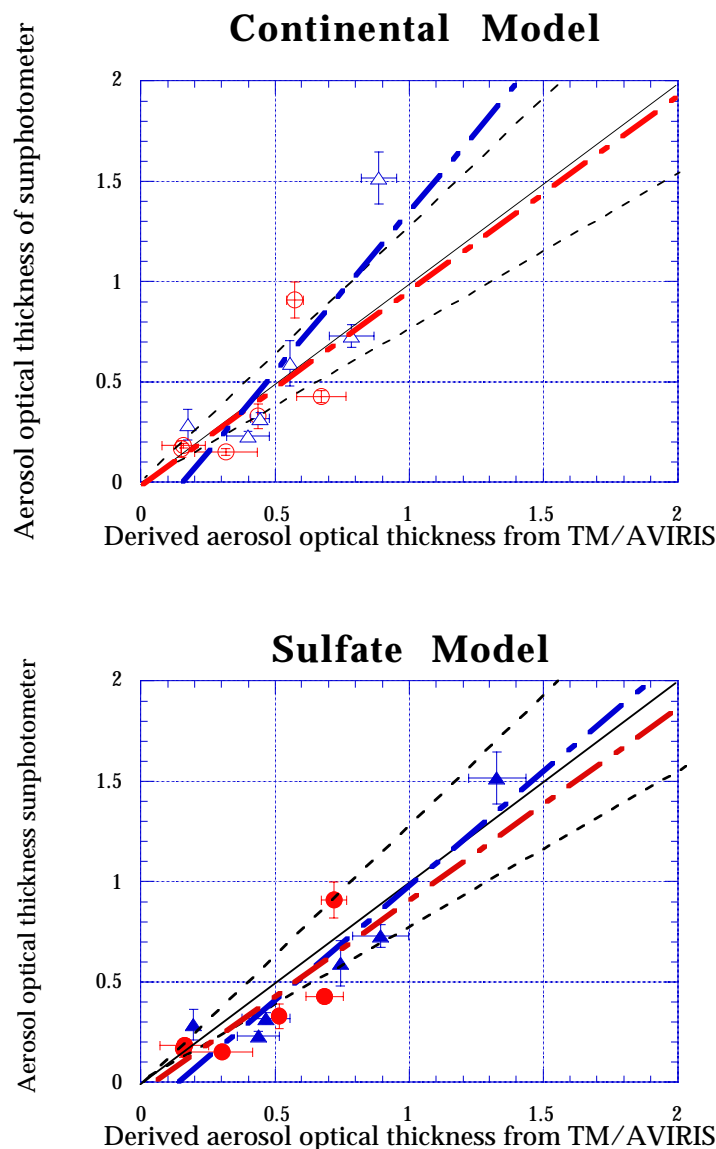 Continental Model
Aerosol optical thickness of sunphotometer
2
1.5
1
0.5
0
0 0.5 1 1.5 2
Derived aerosol optical thickness from TM/AVIRIS
Sulfate Model
Aerosol optical thickness sunphotometer
2
1.5
1
0.5
0
0 0.5 1 1.5 2
Derived aerosol optical thickness from TM/AVIRIS